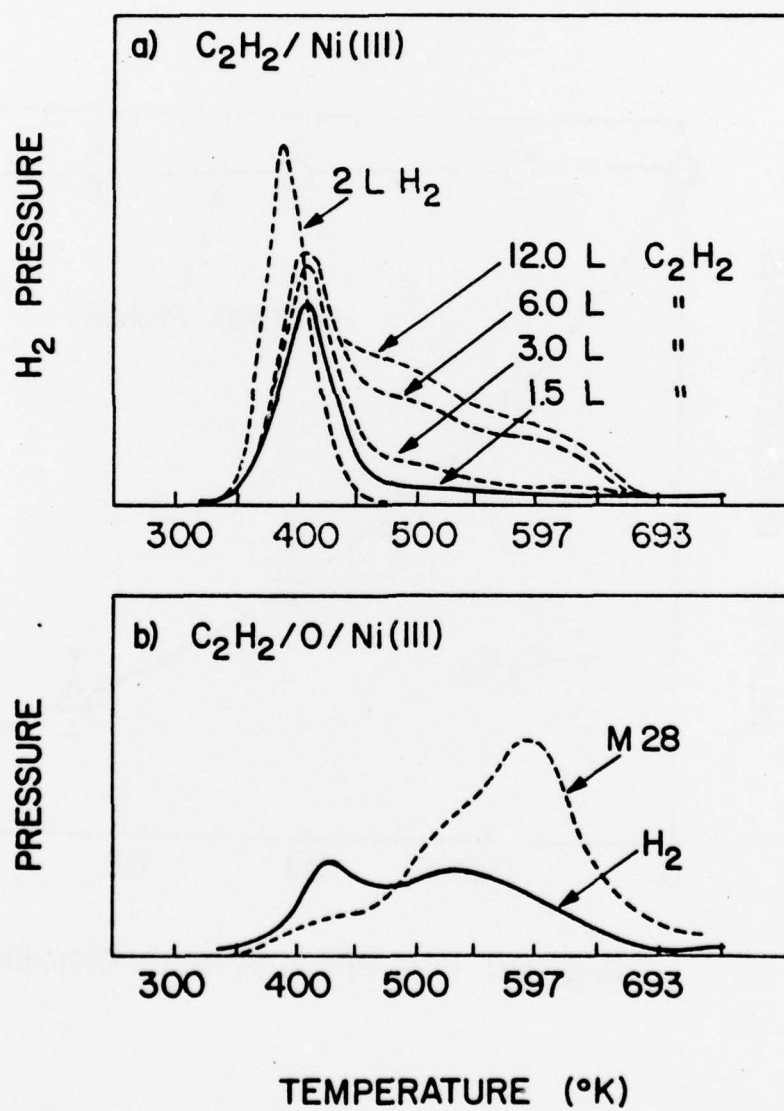 a) C₂H₂/Ni(III)
H₂ PRESSURE
2 L H₂
12.0 L C₂H₂
6.0 L "
3.0 L "
1.5 L "
300 400 500 597 693
b) C₂H₂/O/Ni(III)
PRESSURE
M 28
H₂
300 400 500 597 693
TEMPERATURE (°K)